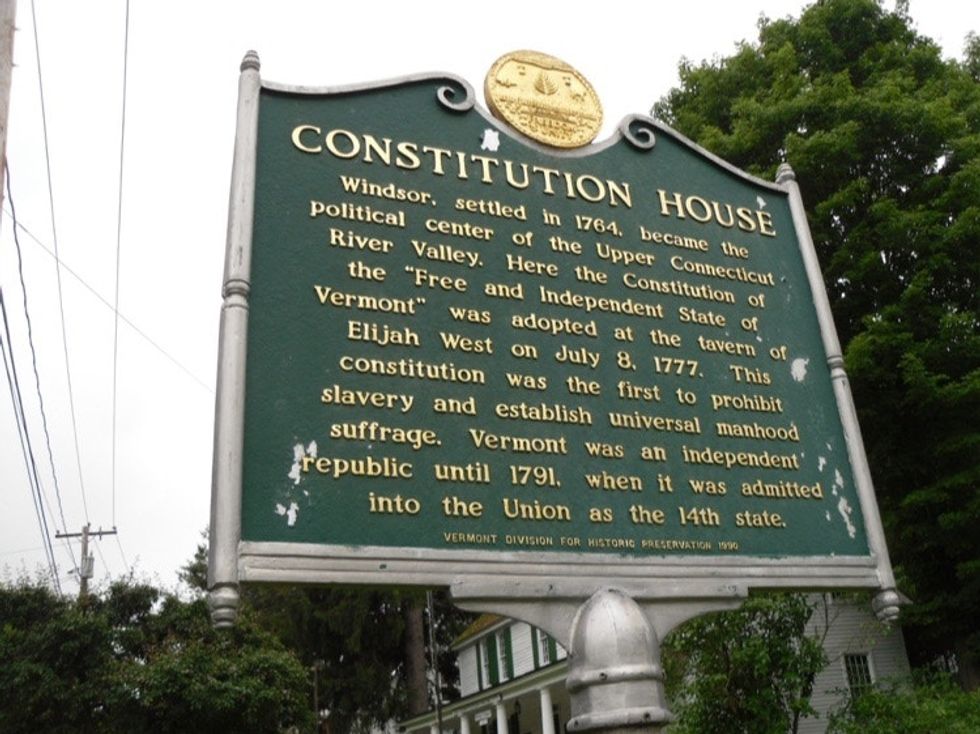 CONSTITUTION HOUSE
Windsor, settled in 1764, became the
political center of the Upper Connecticut
River Valley. Here the Constitution of
the "Free and Independent State of
Vermont" was adopted at the tavern of
Elijah West on July 8, 1777. This
constitution was the first to prohibit
slavery and establish universal manhood
suffrage. Vermont was an independent
republic until 1791, when it was admitted
into the Union as the 14th state.
VERMONT DIVISION FOR HISTORIC PRESERVATION 1990